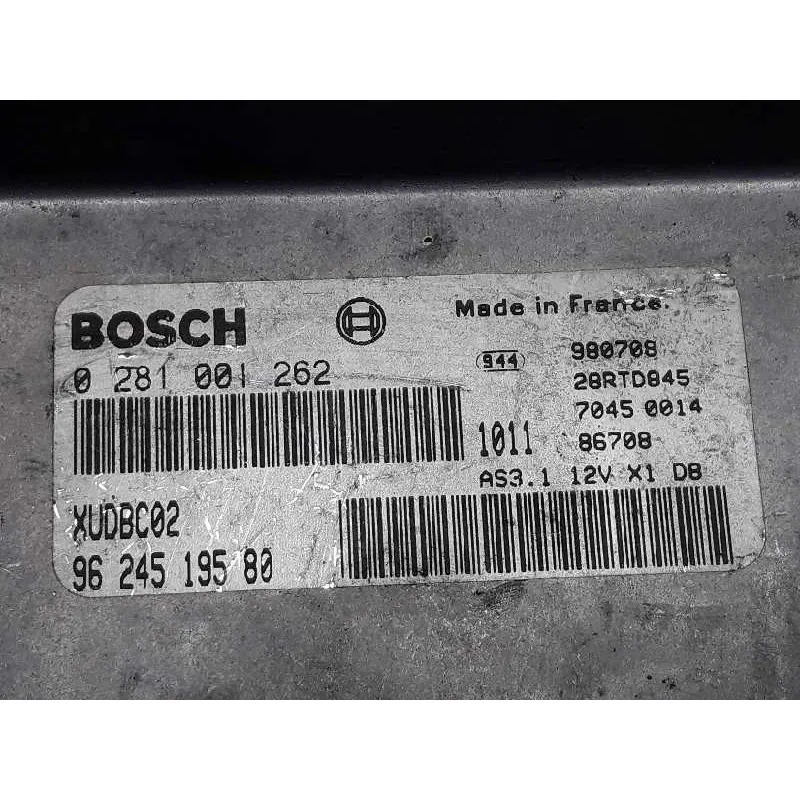 BOSCH
Made in France.
0 281 001 262
944
980708
28RTD845
7045 0014
1011
86708
AS3.1 12V X1 D8
XUDBC02
96 245 195 80